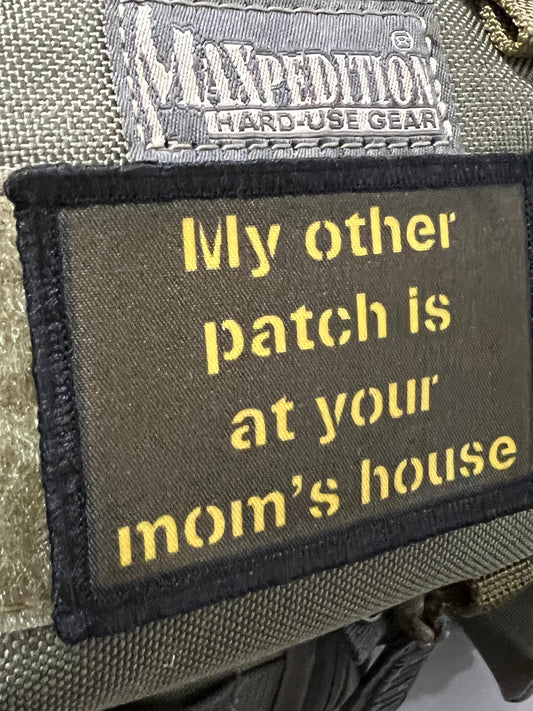 MAXPEDITION®
HARD-USE GEAR
My other
patch is
at your
mom's house